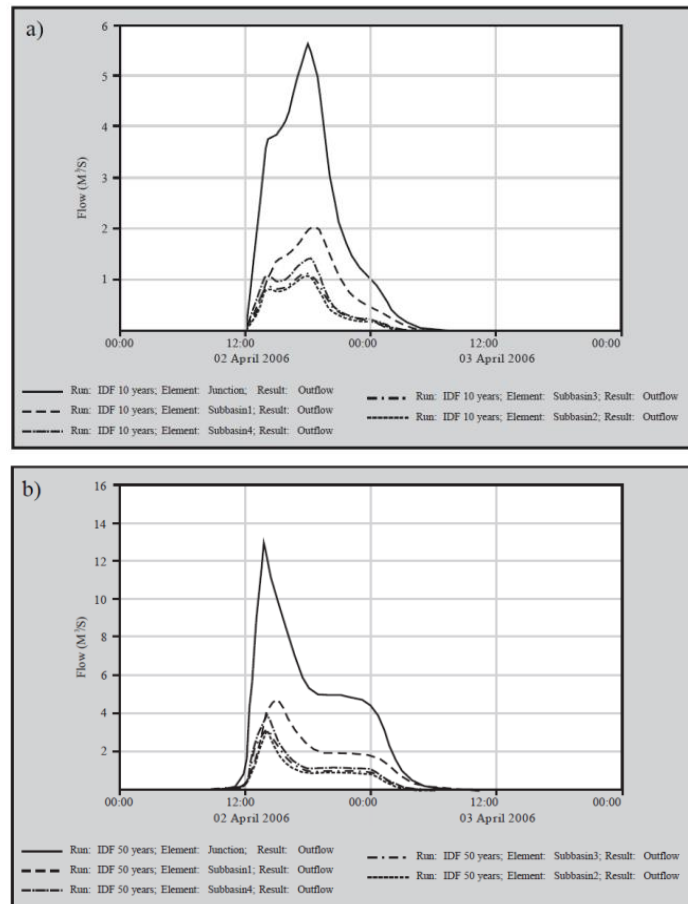 a)
6
5
4
3
2
1
Flow (M³/S)
00:00 12:00 00:00 12:00 00:00
02 April 2006 03 April 2006
Run: IDF 10 years; Element: Junction; Result: Outflow
Run: IDF 10 years; Element: Subbasin1; Result: Outflow
Run: IDF 10 years; Element: Subbasin4; Result: Outflow
Run: IDF 10 years; Element: Subbasin3; Result: Outflow
Run: IDF 10 years; Element: Subbasin2; Result: Outflow
b)
16
14
12
10
8
6
4
2
Flow (M³/S)
00:00 12:00 00:00 12:00 00:00
02 April 2006 03 April 2006
Run: IDF 50 years; Element: Junction; Result: Outflow
Run: IDF 50 years; Element: Subbasin1; Result: Outflow
Run: IDF 50 years; Element: Subbasin4; Result: Outflow
Run: IDF 50 years; Element: Subbasin3; Result: Outflow
Run: IDF 50 years; Element: Subbasin2; Result: Outflow